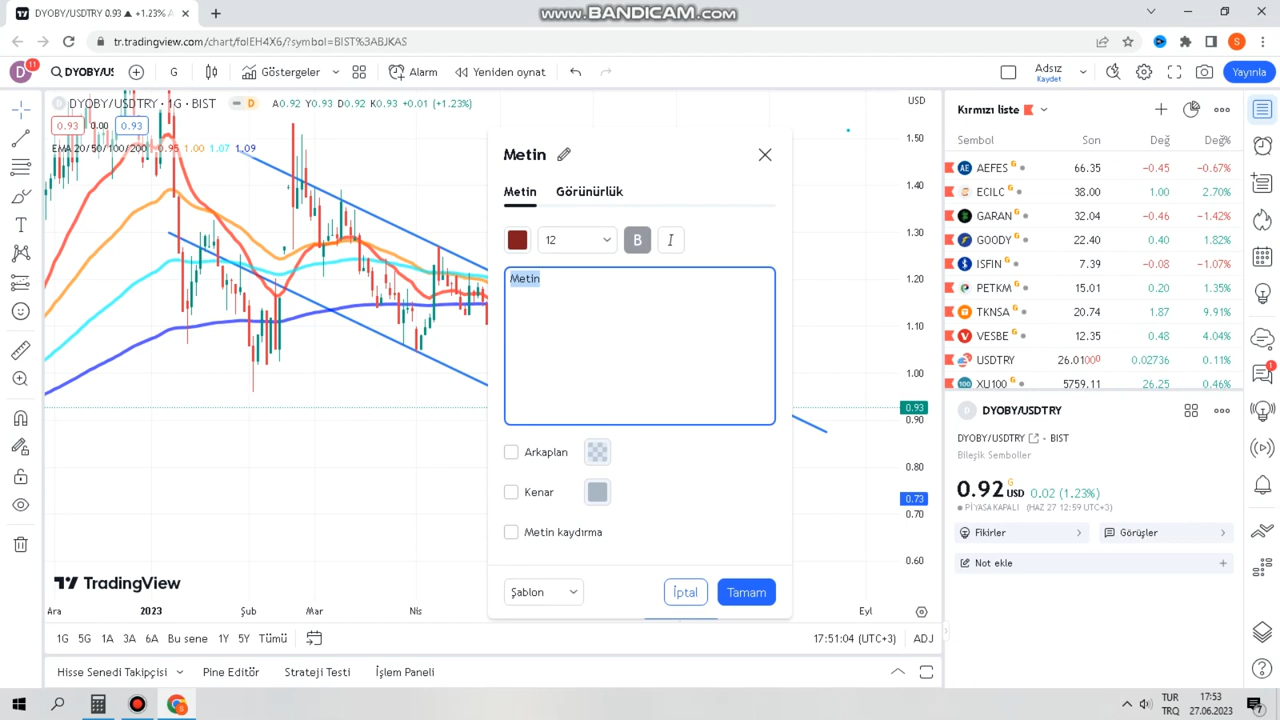 DYOBY/USDTRY 0.93 ▲ +1.23% A
www.BANDICAM.com
tr.tradingview.com/chart/folEH4X6/?symbol=BIST%3ABJKAS
S
D
11
DYOBY/US
G
Göstergeler
Alarm
Yeniden oynat
Adsız
Kaydet
Yayınla
DYOBY/USDTRY · 1G · BIST
D
A0.92 Y0.93 D0.92 K0.93 +0.01 (+1.23%)
0.93 0.00 0.93
EMA 20/50/100/200 0.95 1.00 1.07 1.09
USD
1.50
1.40
1.30
1.20
1.10
1.00
0.93
0.90
0.80
0.73
0.70
0.60
Metin
Metin Görünürlük
12
B
I
Metin
Arkaplan
Kenar
Metin kaydırma
Şablon
İptal
Tamam
TradingView
Ara 2023 Şub Mar Nis Eyl
1G 5G 1A 3A 6A Bu sene 1Y 5Y Tümü
17:51:04 (UTC+3) ADJ
Hisse Senedi Takipçisi Pine Editör Strateji Testi İşlem Paneli
Kırmızı liste
Sembol Son Değ Değ%
AEFES G 66.35 −0.45 −0.67%
ECILC G 38.00 1.00 2.70%
GARAN G 32.04 −0.46 −1.42%
GOODY G 22.40 0.40 1.82%
ISFIN G 7.39 −0.08 −1.07%
PETKM G 15.01 0.20 1.35%
TKNSA G 20.74 1.87 9.91%
VESBE G 12.35 0.48 4.04%
USDTRY 26.0100⁰ 0.02736 0.11%
100 XU100 G 5759.11 26.25 0.46%
D DYOBY/USDTRY
DYOBY/USDTRY · BIST
Bileşik Semboller
0.92 G USD 0.02 (1.23%)
PİYASA KAPALI (HAZ 27 12:59 UTC+3)
Fikirler
Görüşler
Not ekle
1
TUR
TRQ
17:53
27.06.2023
7